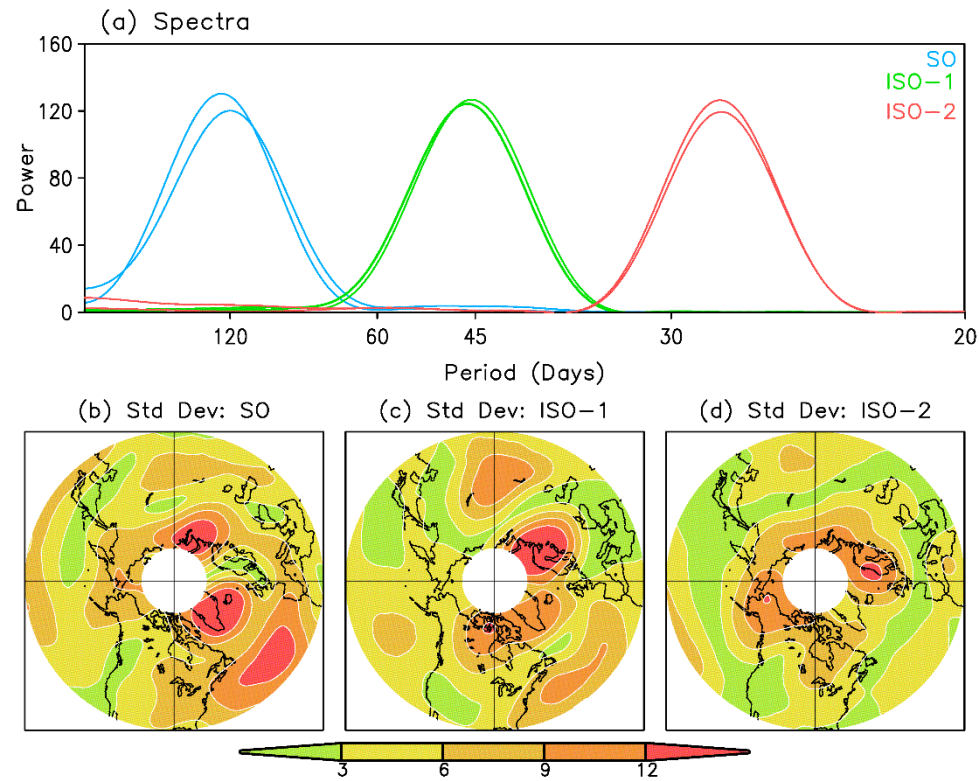 (a) Spectra
160
120
80
40
0
Power
SO
ISO-1
ISO-2
120
60
45
30
20
Period (Days)
(b) Std Dev: SO
(c) Std Dev: ISO-1
(d) Std Dev: ISO-2
3
6
9
12